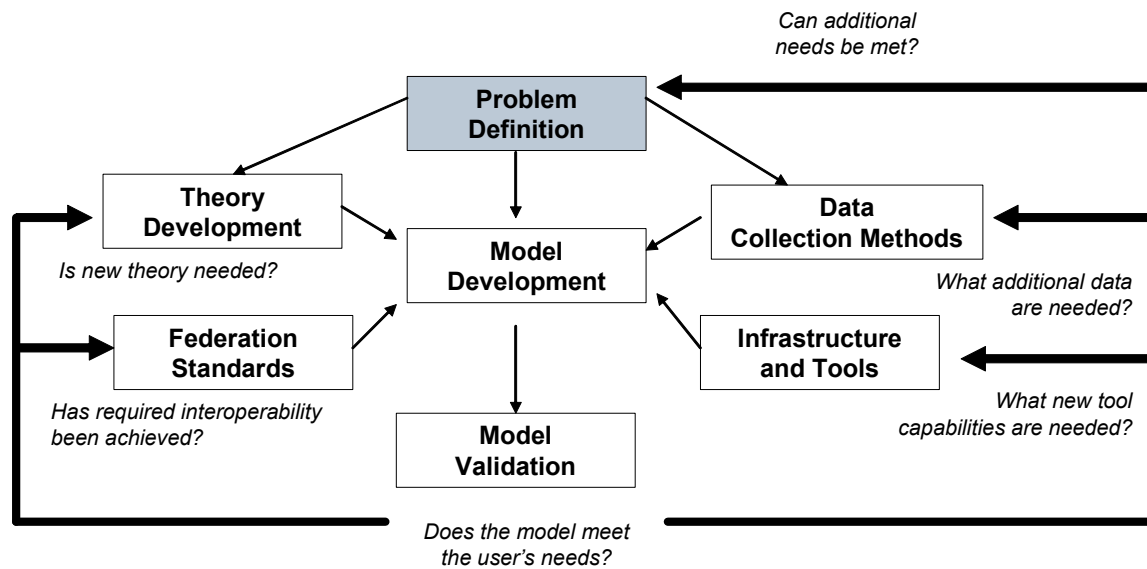 Can additional
needs be met?
Problem
Definition
Theory
Development
Is new theory needed?
Data
Collection Methods
What additional data
are needed?
Model
Development
Federation
Standards
Has required interoperability
been achieved?
Infrastructure
and Tools
What new tool
capabilities are needed?
Model
Validation
Does the model meet
the user's needs?